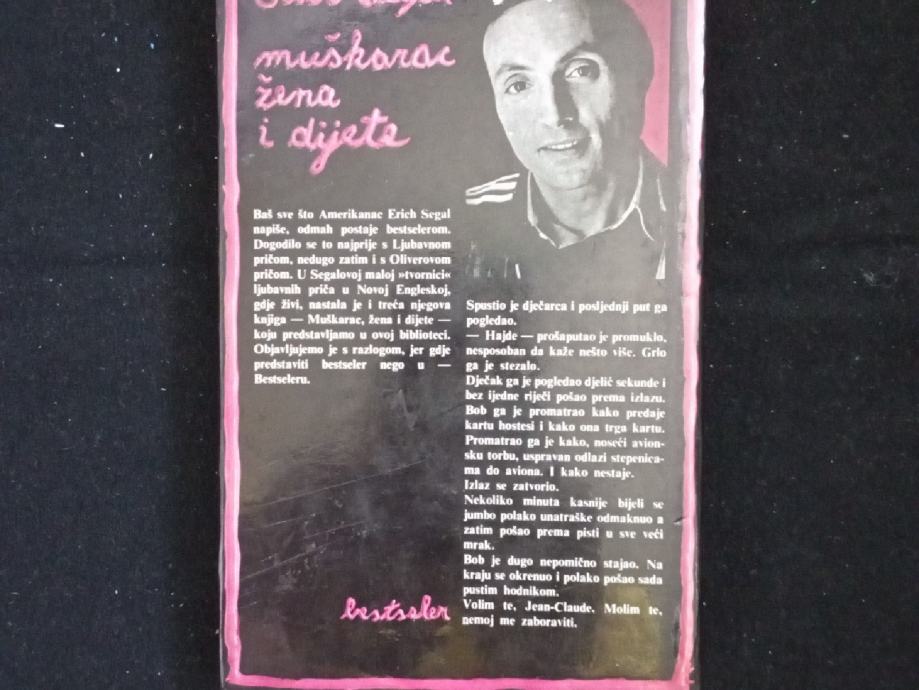 muškarac
žena
i dijete
Baš sve što Amerikanac Erich Segal
napiše, odmah postaje bestselerom.
Dogodilo se to najprije s Ljubavnom
pričom, nedugo zatim i s Oliverovom
pričom. U Segalovoj maloj »tvornici«
ljubavnih priča u Novoj Engleskoj,
gdje živi, nastala je i treća njegova
knjiga — Muškarac, žena i dijete —
koju predstavljamo u ovoj biblioteci.
Objavljujemo je s razlogom, jer gdje
predstaviti bestseler nego u —
Bestseleru.
Spustio je dječarca i posljednji put ga
pogledao.
— Hajde — prošaputao je promuklo,
nesposoban da kaže nešto više. Grlo
ga je stezalo.
Dječak ga je pogledao djelić sekunde i
bez ijedne riječi pošao prema izlazu.
Bob ga je promatrao kako predaje
kartu hostesi i kako ona trga kartu.
Promatrao ga je kako, noseći avion-
sku torbu, uspravan odlazi stepenica-
ma do aviona. I kako nestaje.
Izlaz se zatvorio.
Nekoliko minuta kasnije bijeli se
jumbo polako unatraške odmaknuo a
zatim pošao prema pisti u sve veći
mrak.
Bob je dugo nepomično stajao. Na
kraju se okrenuo i polako pošao sada
pustim hodnikom.
Volim te, Jean-Claude. Molim te,
nemoj me zaboraviti.
bestseler